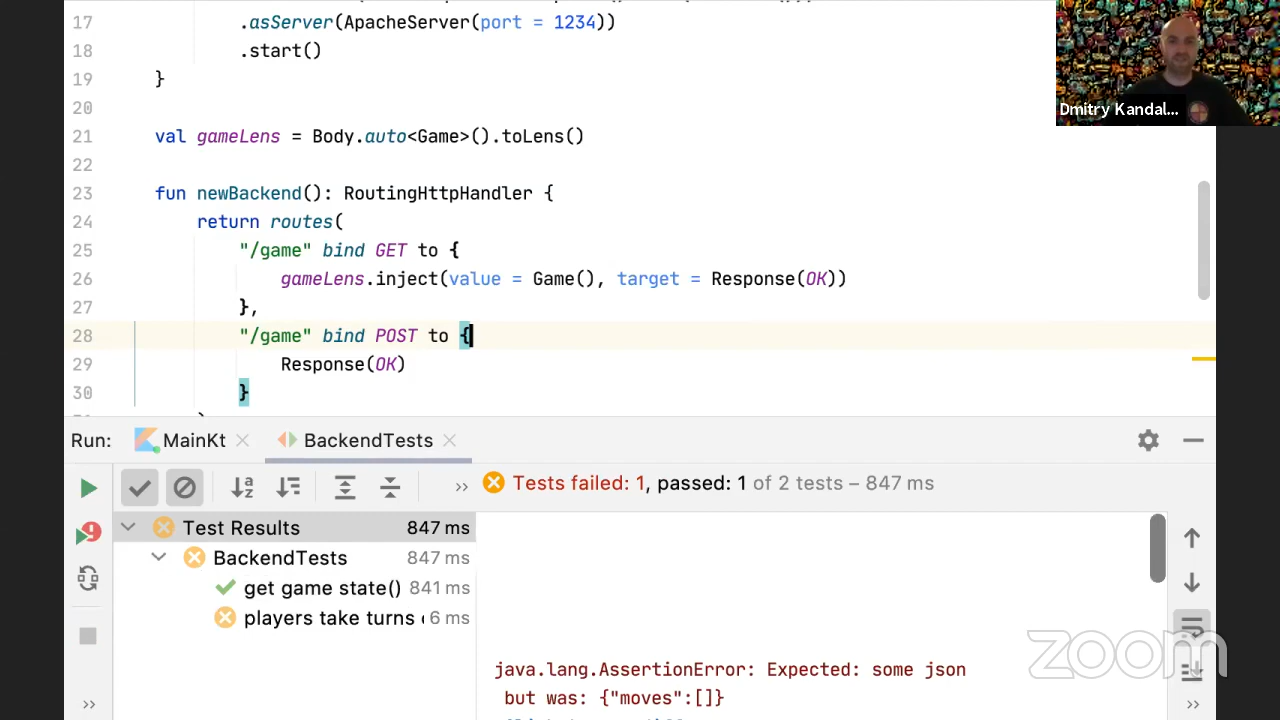 17 .asServer(ApacheServer(port = 1234))
18 .start()
19 }
20
21 val gameLens = Body.auto<Game>().toLens()
22
23 fun newBackend(): RoutingHttpHandler {
24 return routes(
25 "/game" bind GET to {
26 gameLens.inject(value = Game(), target = Response(OK))
27 },
28 "/game" bind POST to {
29 Response(OK)
30 }
Dmitry Kandal...
Run: MainKt BackendTests
Tests failed: 1, passed: 1 of 2 tests – 847 ms
Test Results 847 ms
BackendTests 847 ms
get game state() 841 ms
players take turns 6 ms
java.lang.AssertionError: Expected: some json
but was: {"moves":[]}
zoom